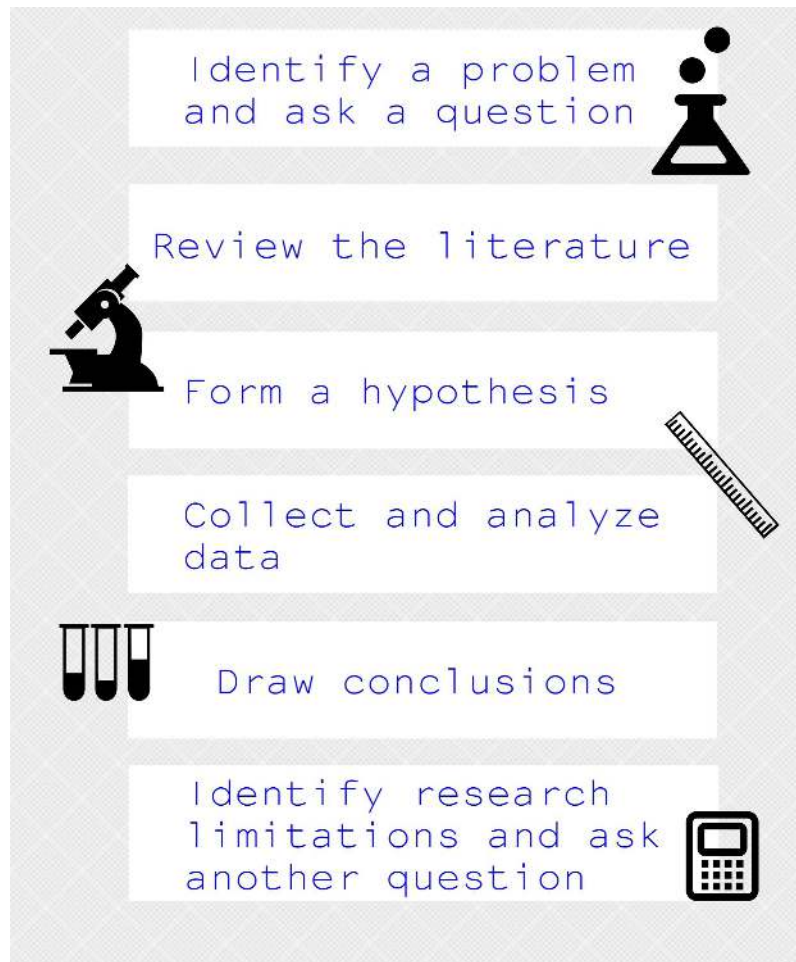 Identify a problem
and ask a question
Review the literature
Form a hypothesis
Collect and analyze
data
Draw conclusions
Identify research
limitations and ask
another question